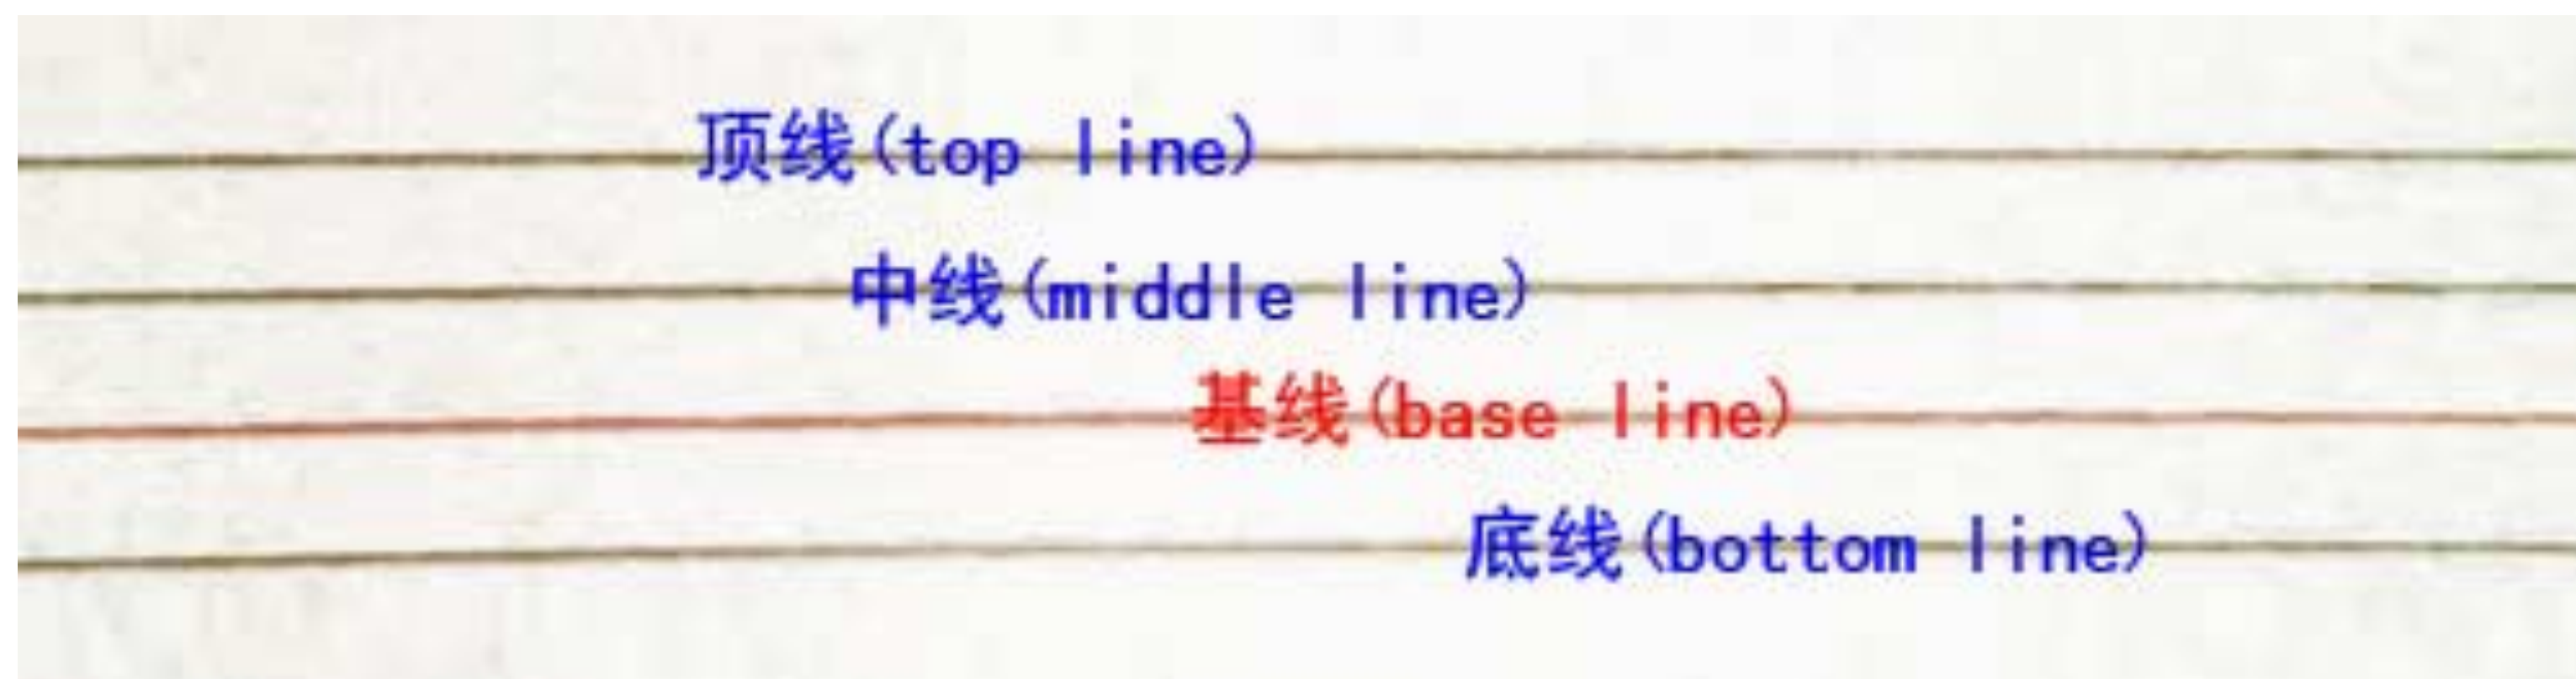 顶线(top line)
中线(middle line)
基线(base line)
底线(bottom line)